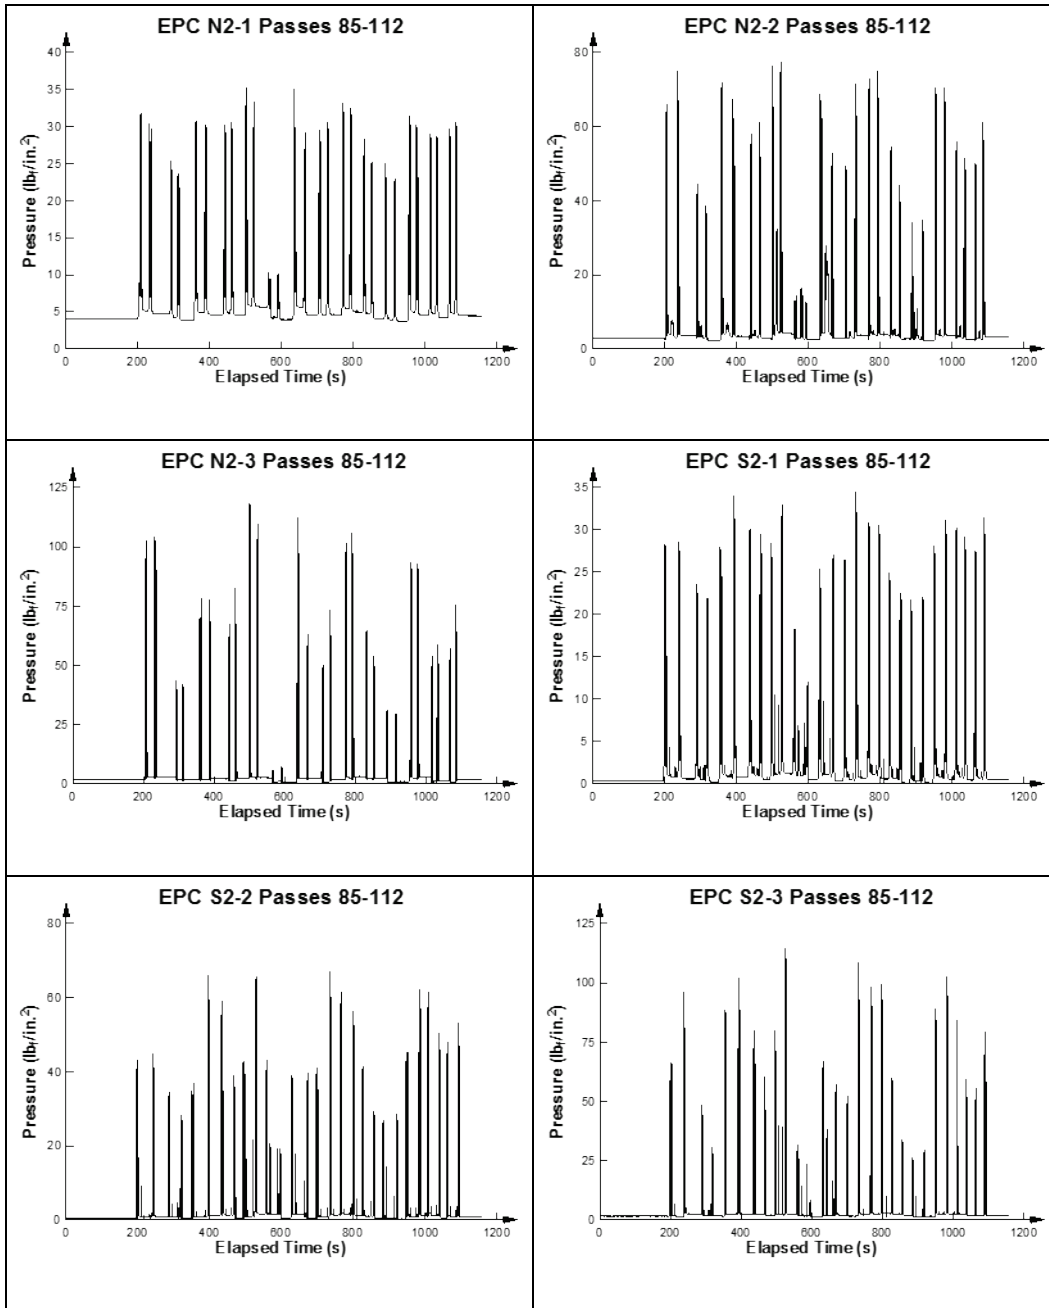 EPC N2-1 Passes 85-112
40
35
30
25
20
15
10
5
0
Pressure (lbf/in.²)
0 200 400 600 800 1000 1200
Elapsed Time (s)
EPC N2-2 Passes 85-112
80
60
40
20
0
Pressure (lbf/in.²)
0 200 400 600 800 1000 1200
Elapsed Time (s)
EPC N2-3 Passes 85-112
125
100
75
50
25
0
Pressure (lbf/in.²)
0 200 400 600 800 1000 1200
Elapsed Time (s)
EPC S2-1 Passes 85-112
35
30
25
20
15
10
5
0
Pressure (lbf/in.²)
0 200 400 600 800 1000 1200
Elapsed Time (s)
EPC S2-2 Passes 85-112
80
60
40
20
0
Pressure (lbf/in.²)
0 200 400 600 800 1000 1200
Elapsed Time (s)
EPC S2-3 Passes 85-112
125
100
75
50
25
0
Pressure (lbf/in.²)
0 200 400 600 800 1000 1200
Elapsed Time (s)